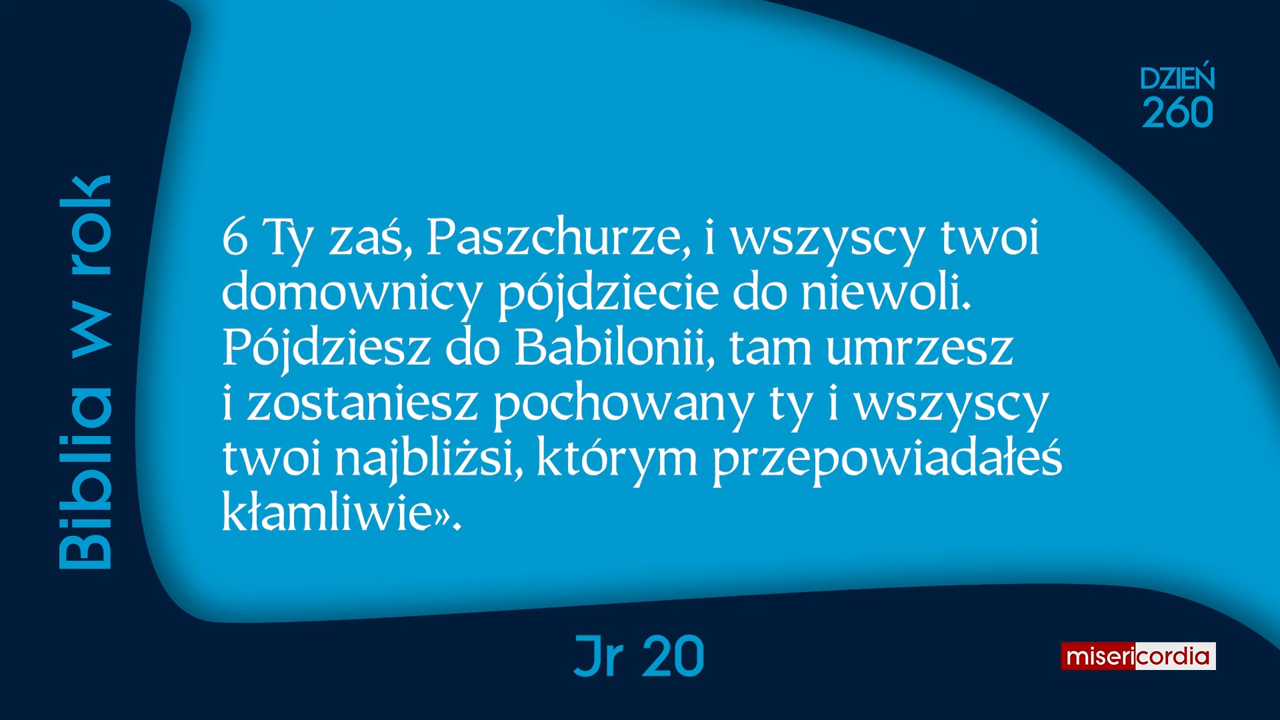 DZIEŃ
260
Biblia w rok
6 Ty zaś, Paszchurze, i wszyscy twoi
domownicy pójdziecie do niewoli.
Pójdziesz do Babilonii, tam umrzesz
i zostaniesz pochowany ty i wszyscy
twoi najbliżsi, którym przepowiadałeś
kłamliwie».
Jr 20
misericordia